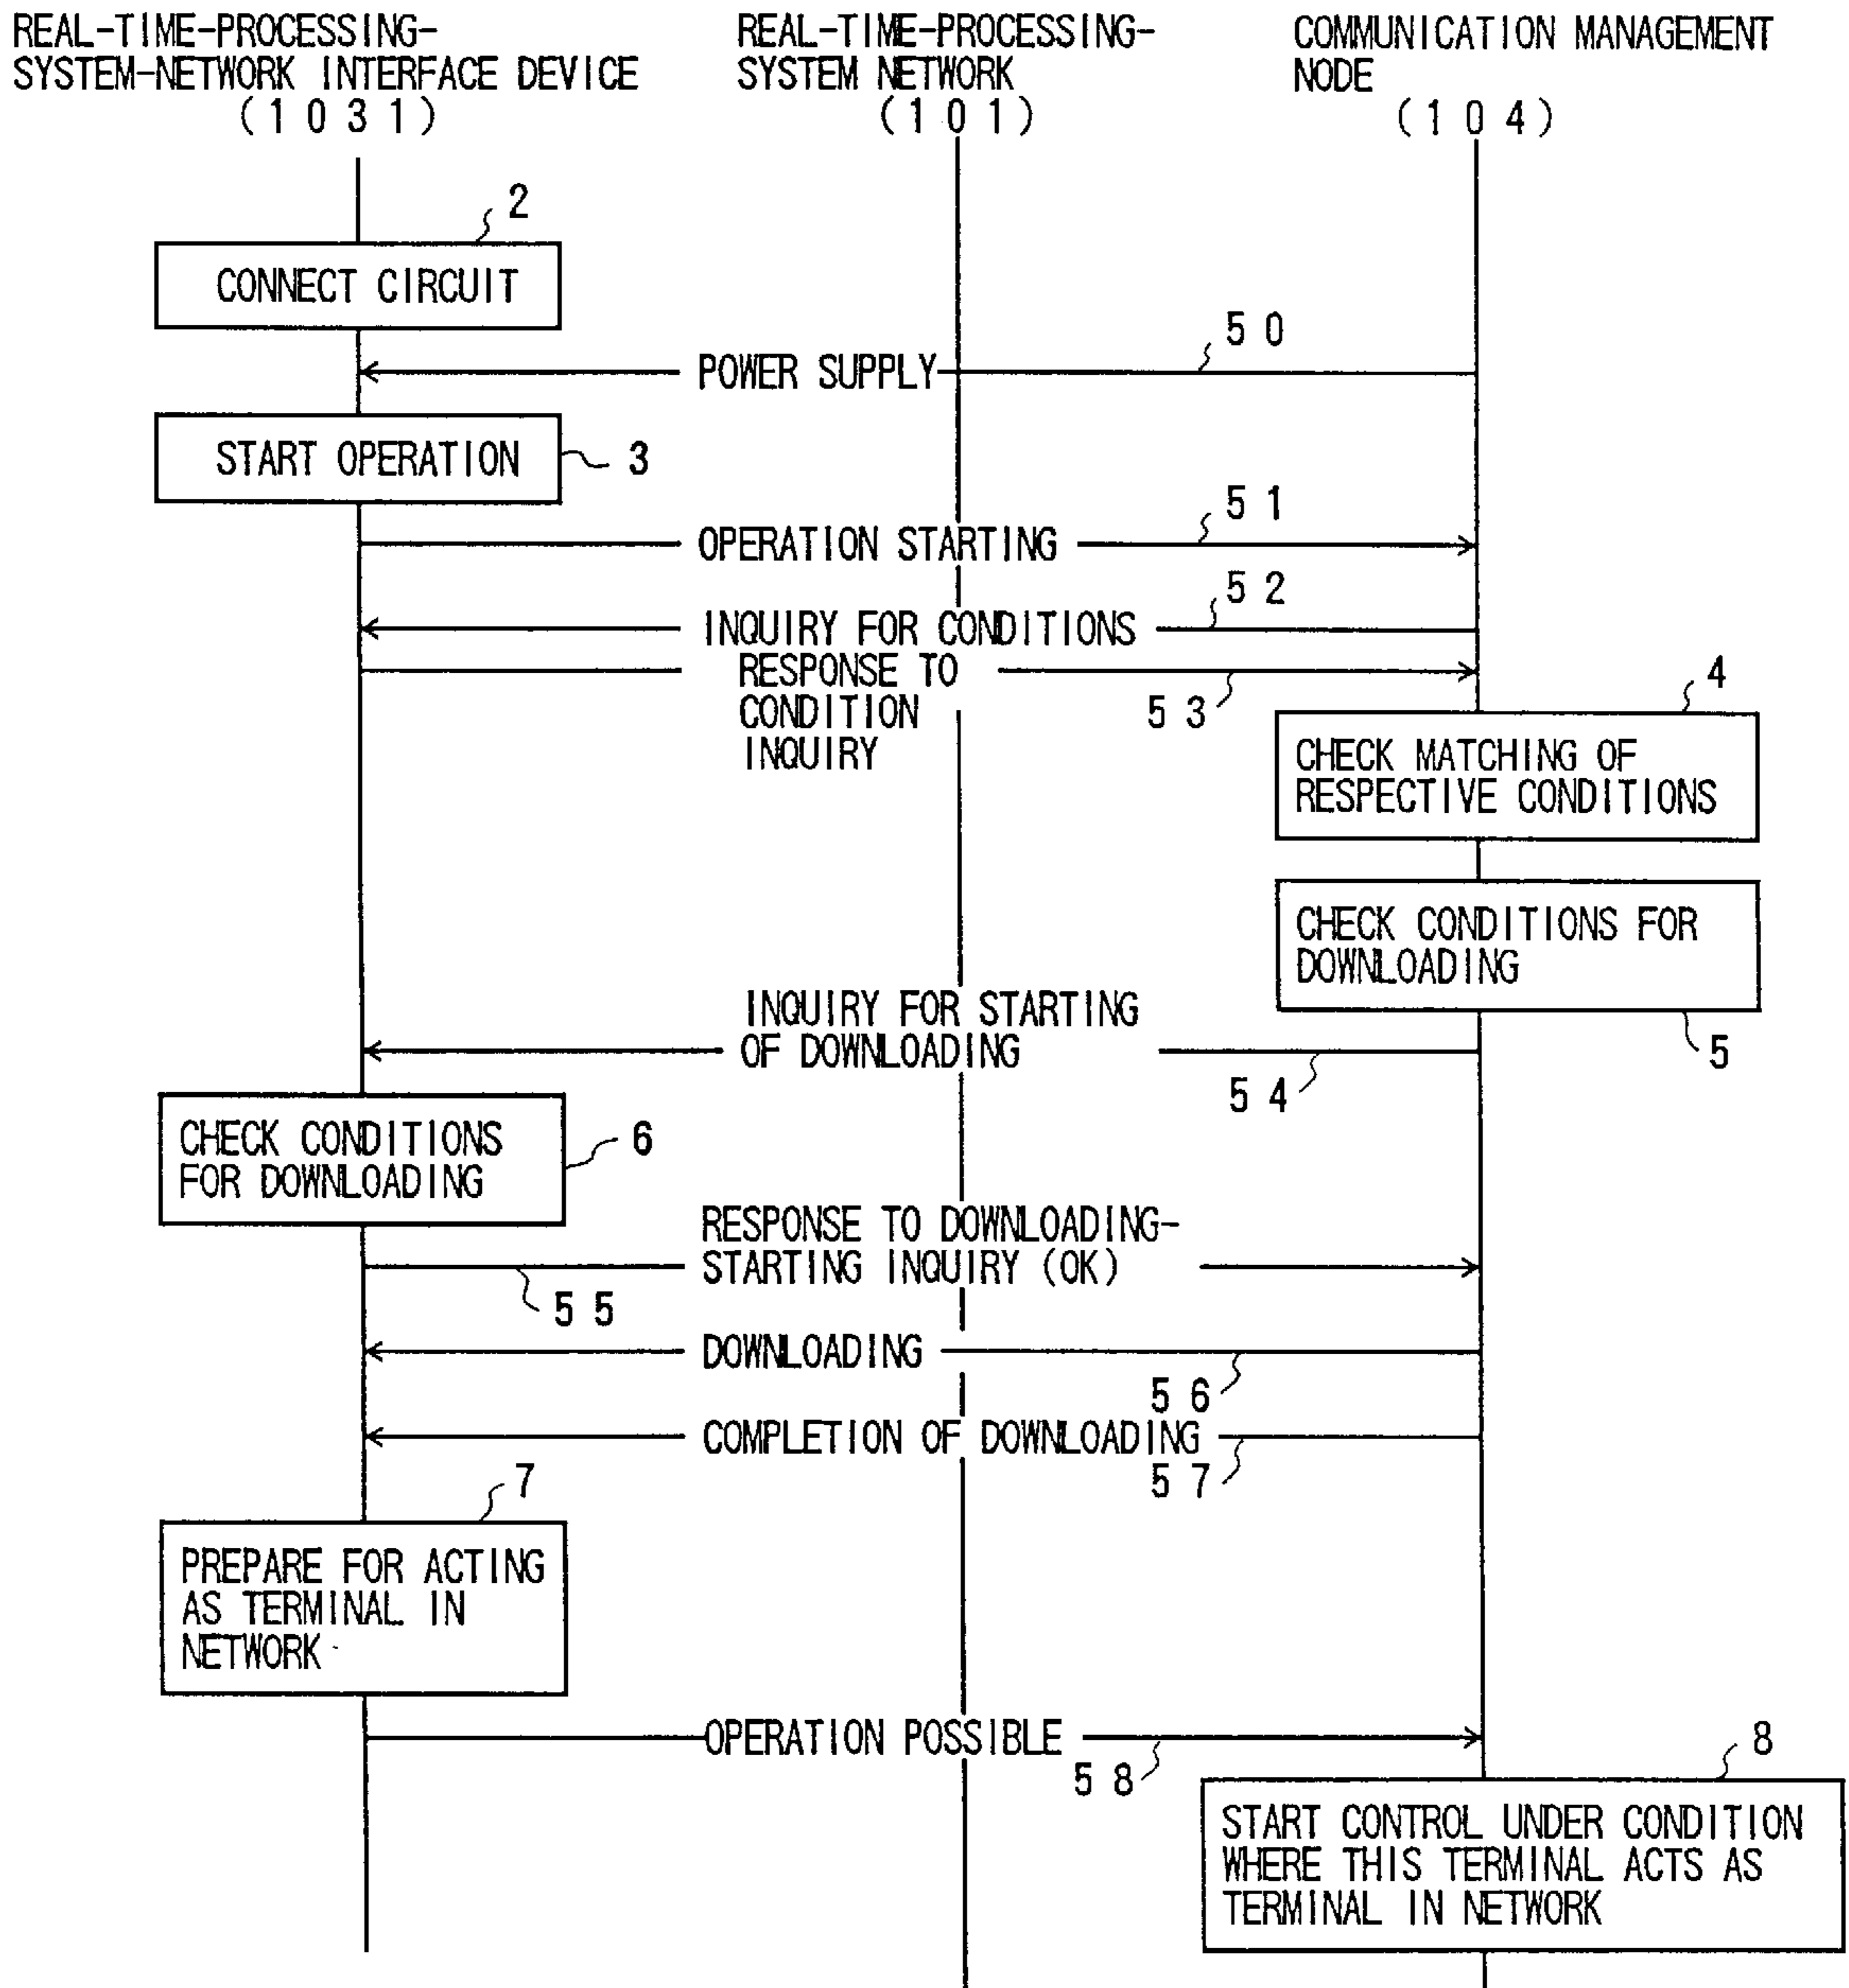 REAL-TIME-PROCESSING-
SYSTEM-NETWORK INTERFACE DEVICE
(1031)
REAL-TIME-PROCESSING-
SYSTEM NETWORK
(101)
COMMUNICATION MANAGEMENT
NODE
(104)
2
CONNECT CIRCUIT
50
POWER SUPPLY
START OPERATION
3
51
OPERATION STARTING
52
INQUIRY FOR CONDITIONS
RESPONSE TO
CONDITION
INQUIRY
53
4
CHECK MATCHING OF
RESPECTIVE CONDITIONS
CHECK CONDITIONS FOR
DOWNLOADING
5
INQUIRY FOR STARTING
OF DOWNLOADING
54
CHECK CONDITIONS
FOR DOWNLOADING
6
RESPONSE TO DOWNLOADING-
STARTING INQUIRY (OK)
55
DOWNLOADING
56
COMPLETION OF DOWNLOADING
57
7
PREPARE FOR ACTING
AS TERMINAL IN
NETWORK
OPERATION POSSIBLE
58
8
START CONTROL UNDER CONDITION
WHERE THIS TERMINAL ACTS AS
TERMINAL IN NETWORK